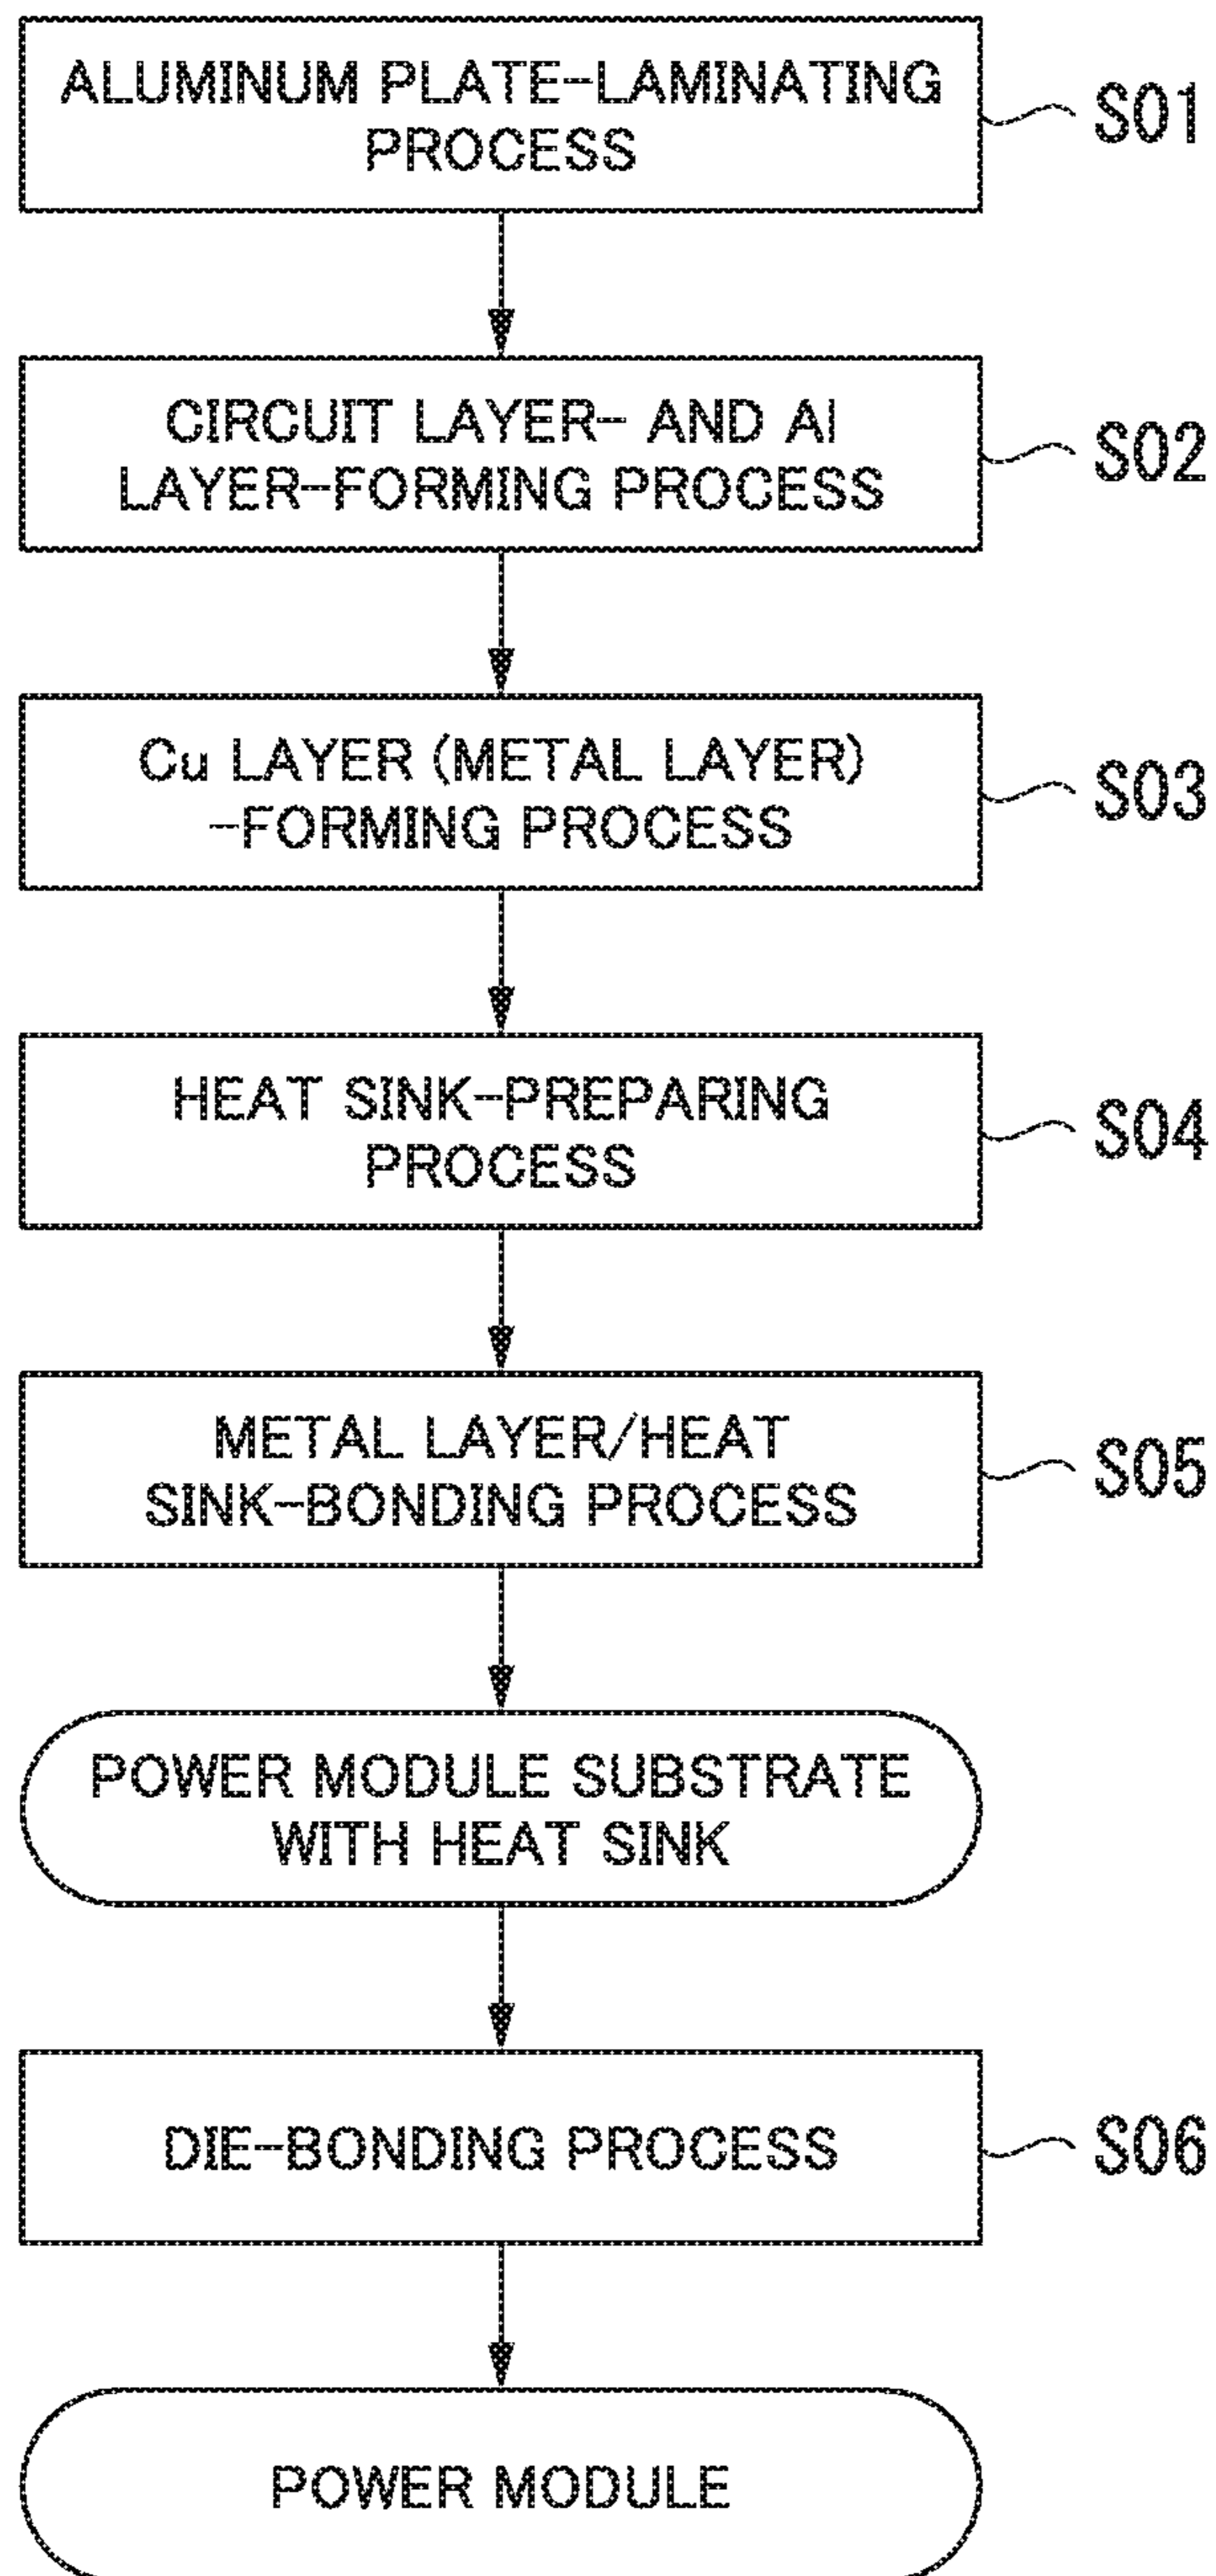 ALUMINUM PLATE-LAMINATING
PROCESS
S01
CIRCUIT LAYER- AND Al
LAYER-FORMING PROCESS
S02
Cu LAYER (METAL LAYER)
-FORMING PROCESS
S03
HEAT SINK-PREPARING
PROCESS
S04
METAL LAYER/HEAT
SINK-BONDING PROCESS
S05
POWER MODULE SUBSTRATE
WITH HEAT SINK
DIE-BONDING PROCESS
S06
POWER MODULE